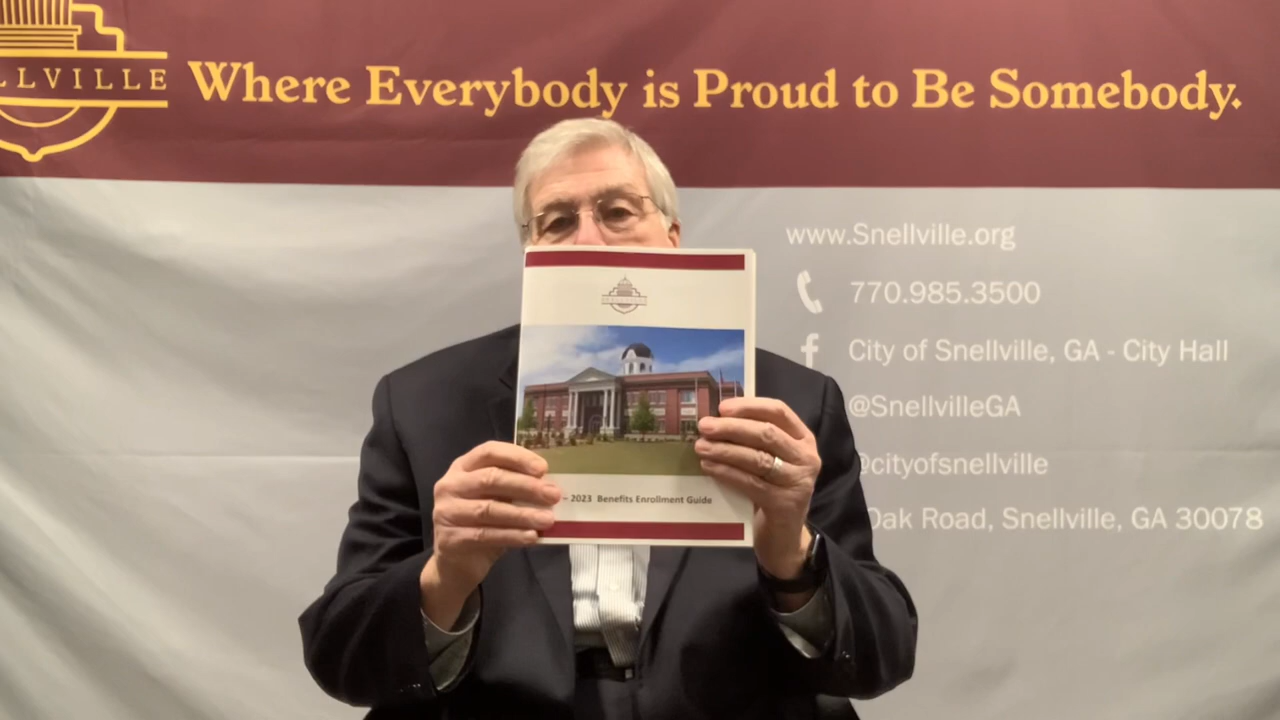 LLVILLE
Where Everybody is Proud to Be Somebody.
www.Snellville.org
770.985.3500
City of Snellville, GA - City Hall
@SnellvilleGA
@cityofsnellville
Oak Road, Snellville, GA 30078
– 2023 Benefits Enrollment Guide